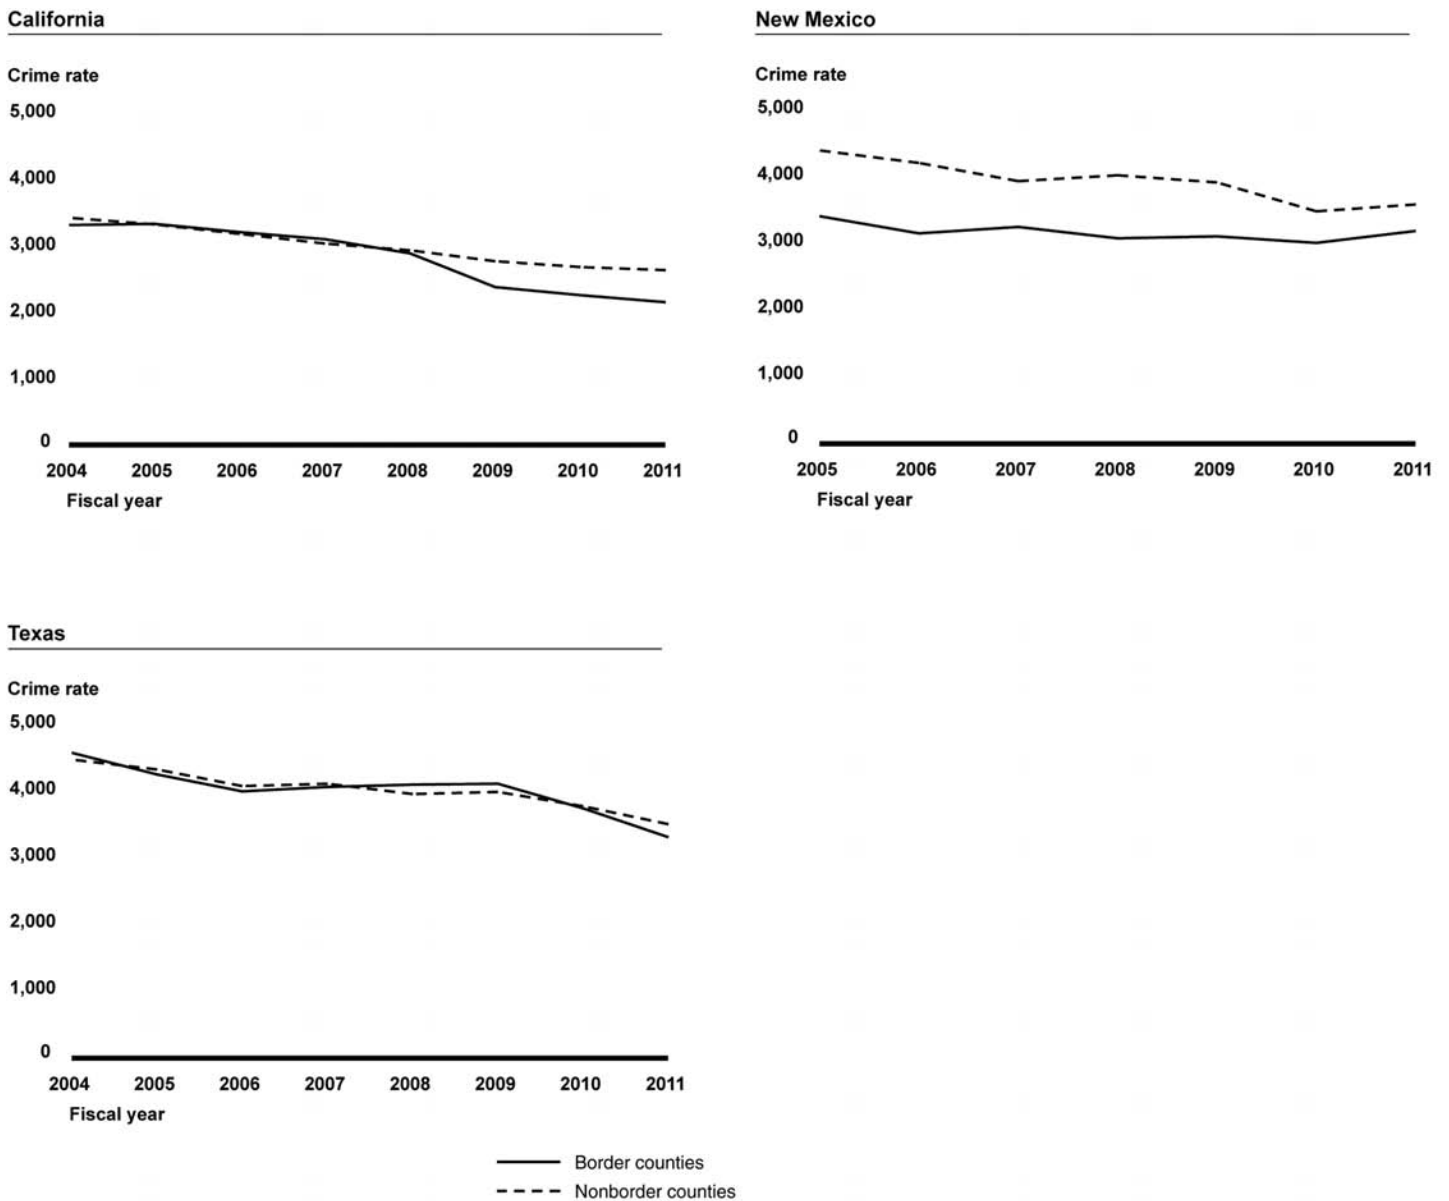 California
Crime rate
5,000
4,000
3,000
2,000
1,000
0
2004 2005 2006 2007 2008 2009 2010 2011
Fiscal year
New Mexico
Crime rate
5,000
4,000
3,000
2,000
1,000
0
2005 2006 2007 2008 2009 2010 2011
Fiscal year
Texas
Crime rate
5,000
4,000
3,000
2,000
1,000
0
2004 2005 2006 2007 2008 2009 2010 2011
Fiscal year
Border counties
Nonborder counties